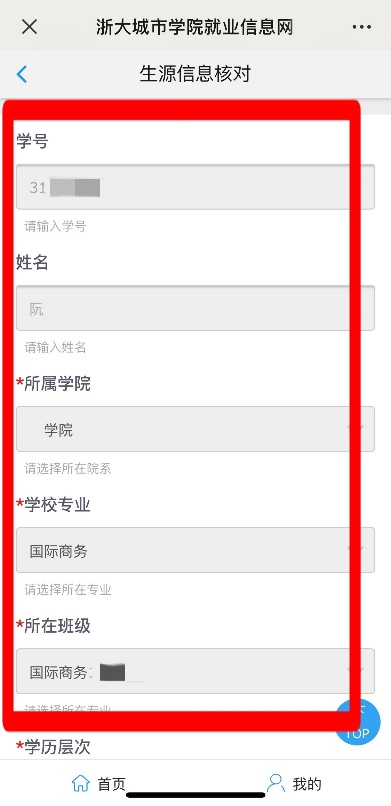 浙大城市学院就业信息网
生源信息核对
学号
31
请输入学号
姓名
阮
请输入姓名
*所属学院
学院
请选择所在院系
*学校专业
国际商务
请选择所在专业
*所在班级
国际商务:
请选择所在专业
TOP
*学历层次
首页
我的